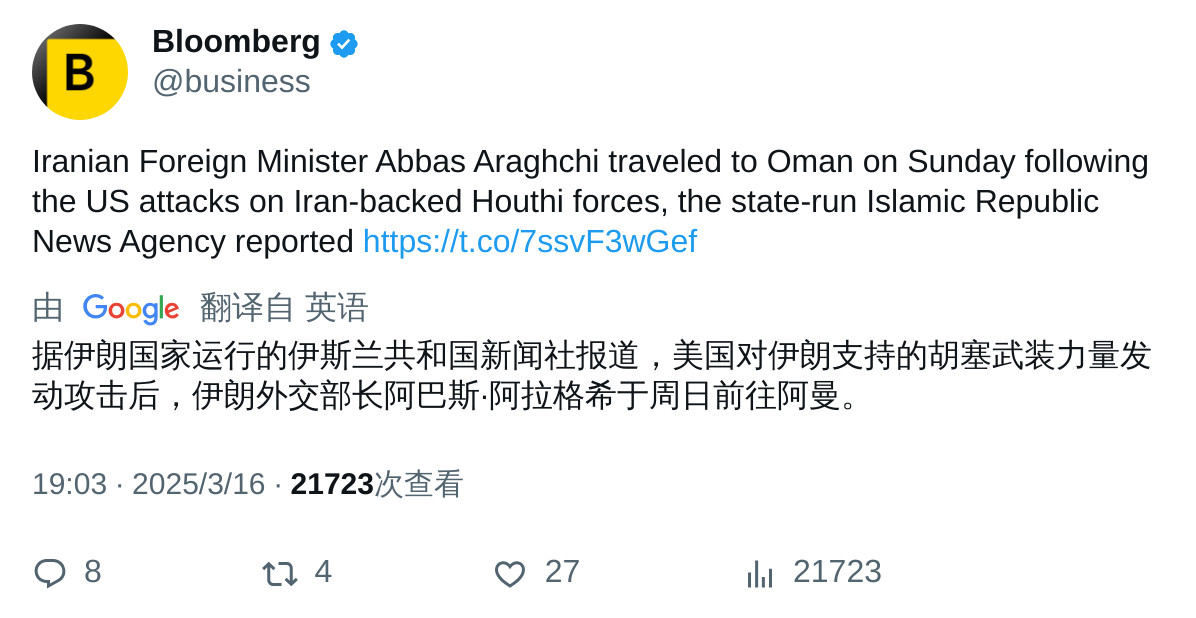 B
Bloomberg
@business
Iranian Foreign Minister Abbas Araghchi traveled to Oman on Sunday following
the US attacks on Iran-backed Houthi forces, the state-run Islamic Republic
News Agency reported https://t.co/7ssvF3wGef
由 Google 翻译自 英语
据伊朗国家运行的伊斯兰共和国新闻社报道，美国对伊朗支持的胡塞武装力量发
动攻击后，伊朗外交部长阿巴斯·阿拉格希于周日前往阿曼。
19:03 · 2025/3/16 · 21723次查看
8 4 27 21723